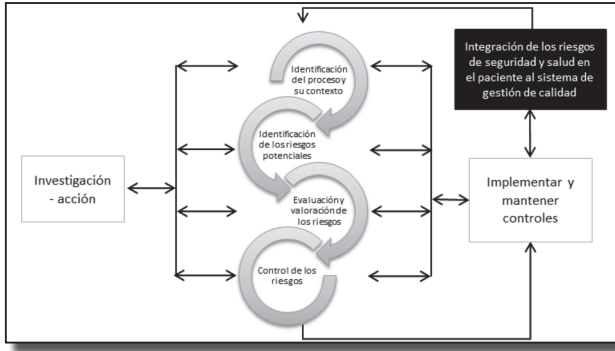 Investigación
- acción
Identificación
del proceso y
su contexto
Identificación
de los riesgos
potenciales
Evaluación y
valoración de
los riesgos
Control de los
riesgos
Integración de los riesgos
de seguridad y salud en
el paciente al sistema de
gestión de calidad
Implementar y
mantener
controles